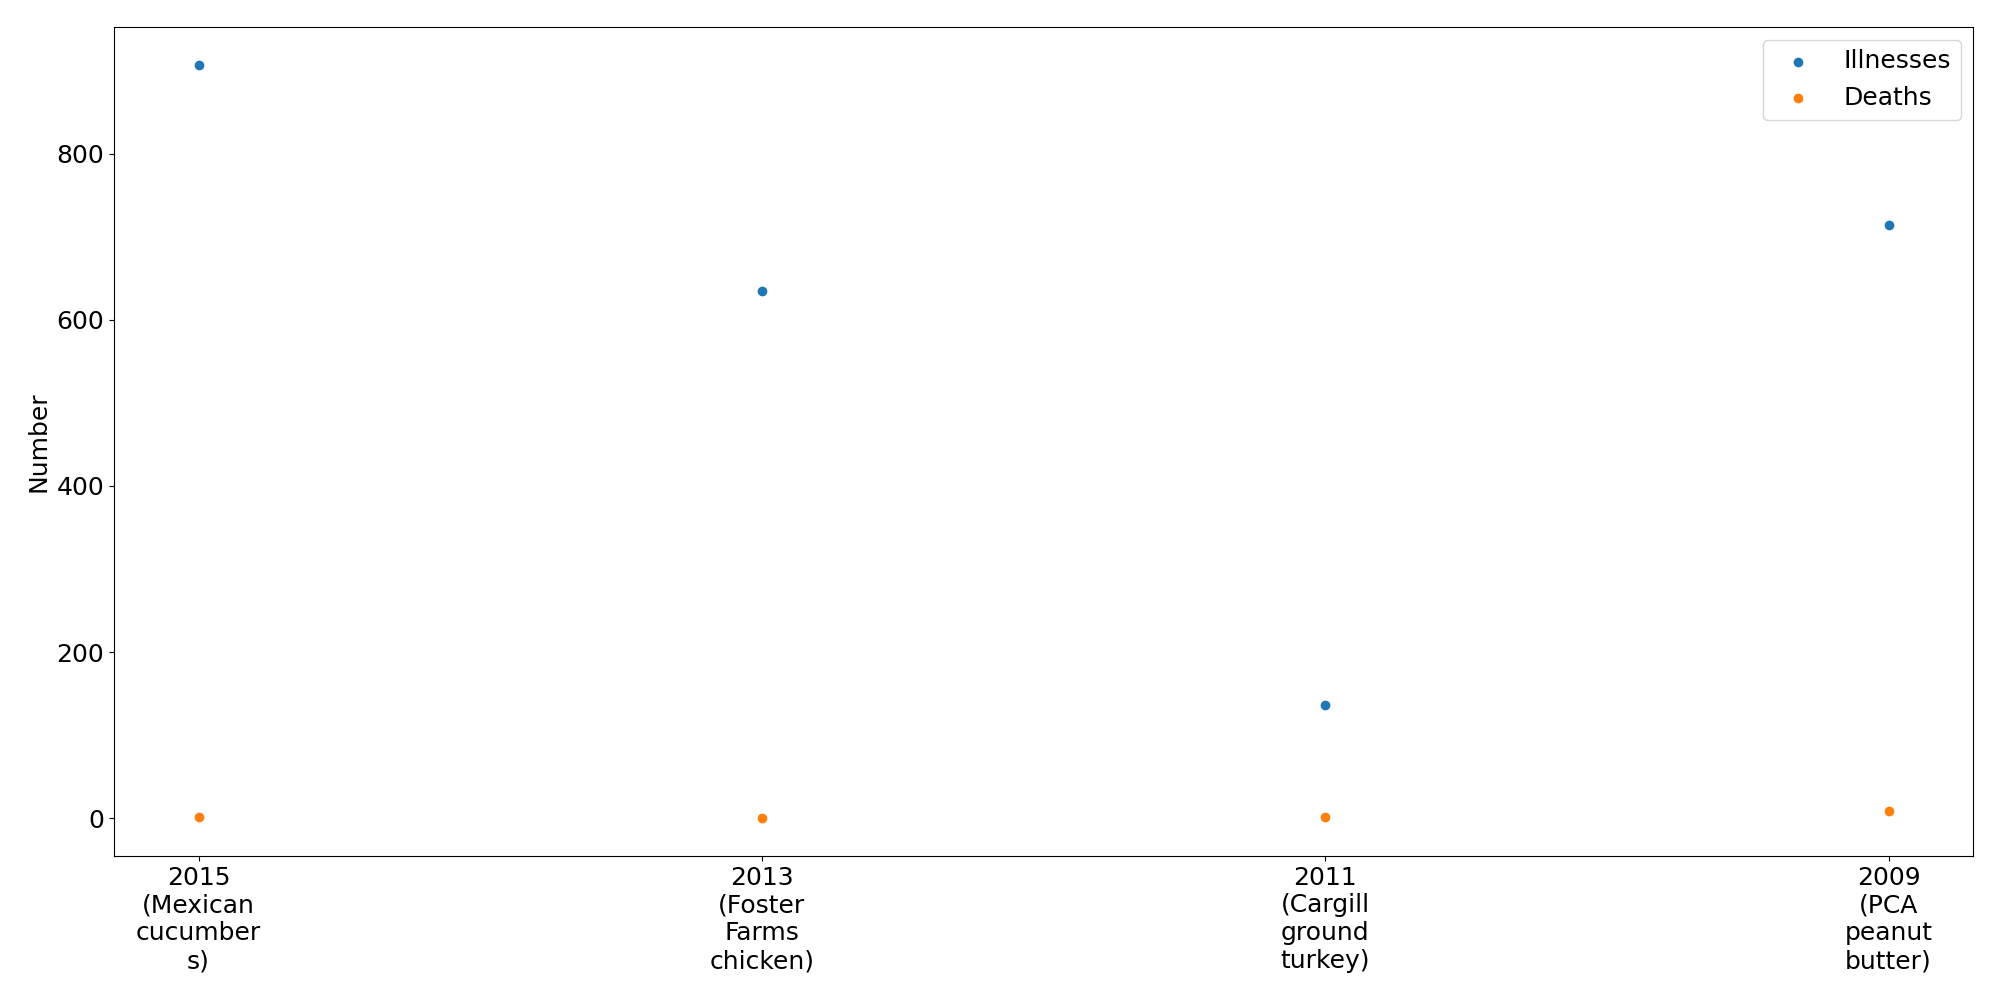 Illnesses
Deaths
Number
800
600
400
200
0
2015
(Mexican
cucumber
s)
2013
(Foster
Farms
chicken)
2011
(Cargill
ground
turkey)
2009
(PCA
peanut
butter)